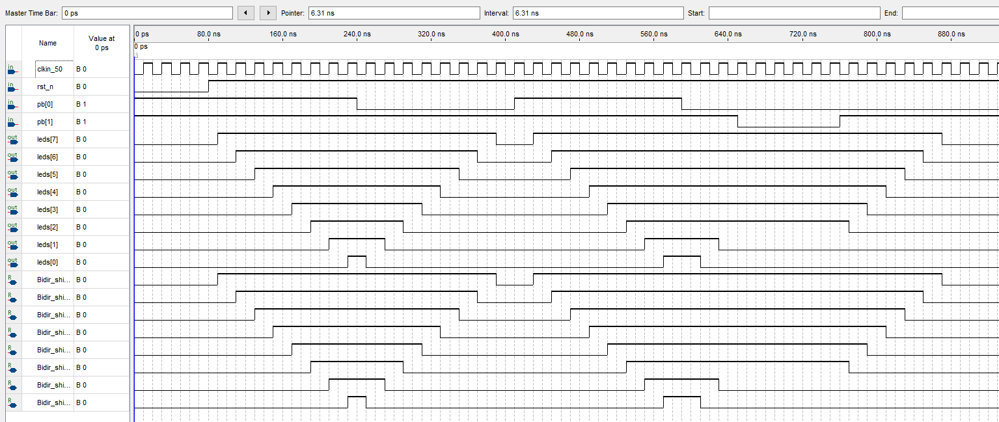 Master Time Bar: 0 ps Pointer: 6.31 ns Interval: 6.31 ns Start: End:
Name Value at 0 ps
0 ps 80.0 ns 160.0 ns 240.0 ns 320.0 ns 400.0 ns 480.0 ns 560.0 ns 640.0 ns 720.0 ns 800.0 ns 880.0 ns
0 ps
in clkin_50 B 0
in rst_n B 0
in pb[0] B 1
in pb[1] B 1
out leds[7] B 0
out leds[6] B 0
out leds[5] B 0
out leds[4] B 0
out leds[3] B 0
out leds[2] B 0
out leds[1] B 0
out leds[0] B 0
R Bidir_shi... B 0
R Bidir_shi... B 0
R Bidir_shi... B 0
R Bidir_shi... B 0
R Bidir_shi... B 0
R Bidir_shi... B 0
R Bidir_shi... B 0
R Bidir_shi... B 0